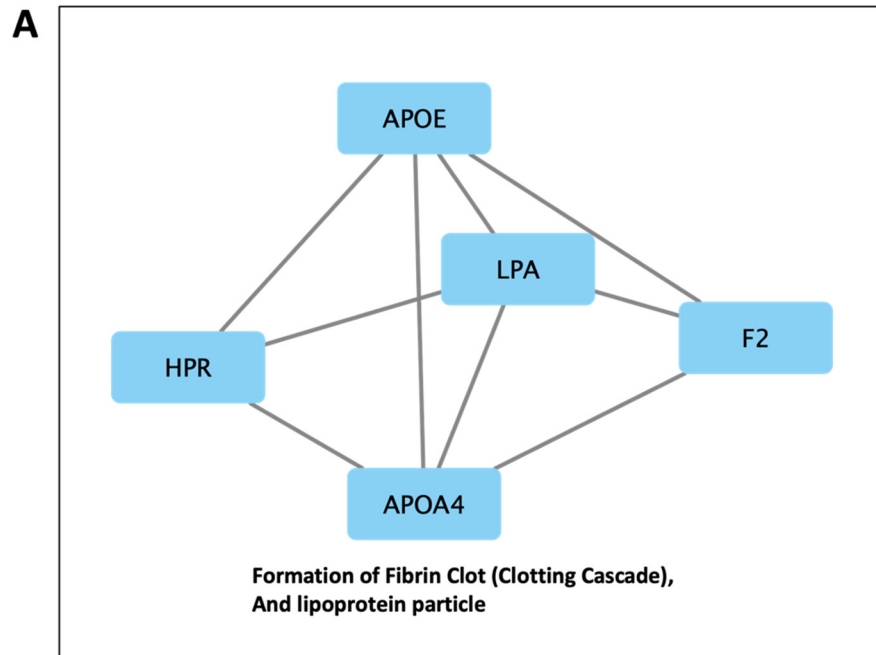 A
APOE
LPA
F2
HPR
APOA4
Formation of Fibrin Clot (Clotting Cascade),
And lipoprotein particle